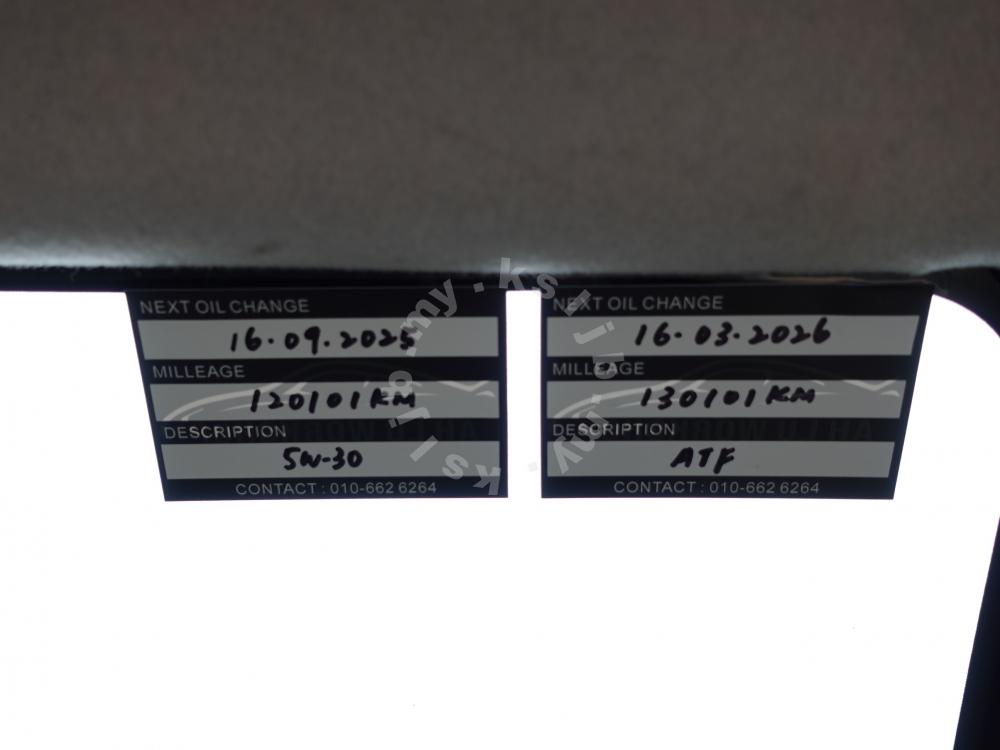 NEXT OIL CHANGE
16.09.2025
MILLEAGE
120101KM
DESCRIPTION
5W-30
CONTACT : 010-662 6264
NEXT OIL CHANGE
16.03.2026
MILLEAGE
130101KM
DESCRIPTION
ATF
CONTACT : 010-662 6264